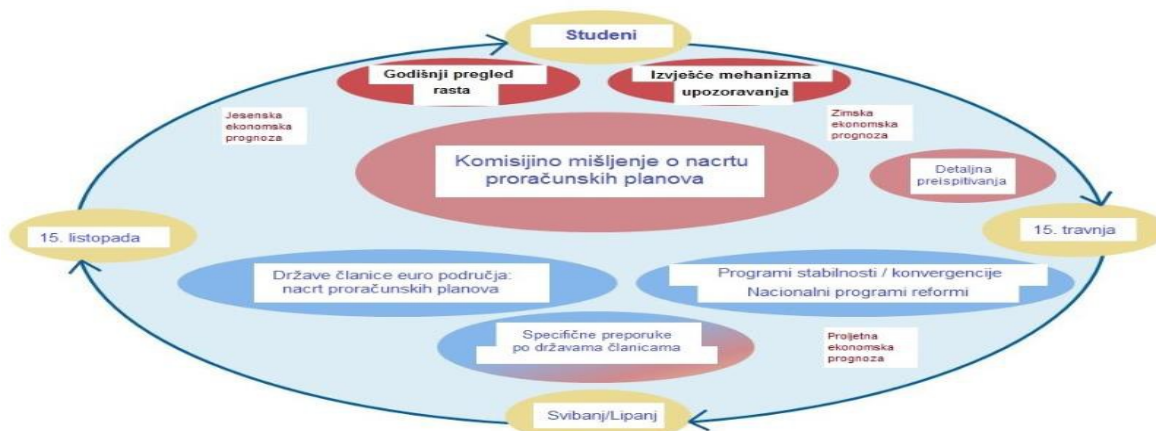 Studeni
Godišnji pregled
rasta
Izvješće mehanizma
upozoravanja
Jesenska
ekonomska
prognoza
Zimska
ekonomska
prognoza
Komisijino mišljenje o nacrtu
proračunskih planova
Detaljna
preispitivanja
15. listopada
15. travnja
Države članice euro područja:
nacrt proračunskih planova
Programi stabilnosti / konvergencije
Nacionalni programi reformi
Specifične preporuke
po državama članicama
Proljetna
ekonomska
prognoza
Svibanj/Lipanj